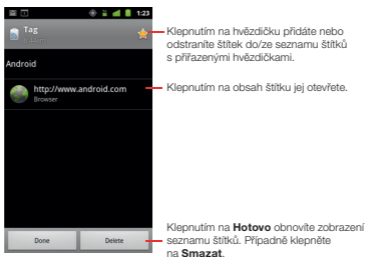 1:23
Tag
Klepnutím na hvězdičku přidáte nebo
odstraníte štítek do/ze seznamu štítků
s přiřazenými hvězdičkami.
Android
http://www.android.com
Browser
Klepnutím na obsah štítku jej otevřete.
Klepnutím na Hotovo obnovíte zobrazení
seznamu štítků. Případně klepněte
na Smazat.
Done
Delete